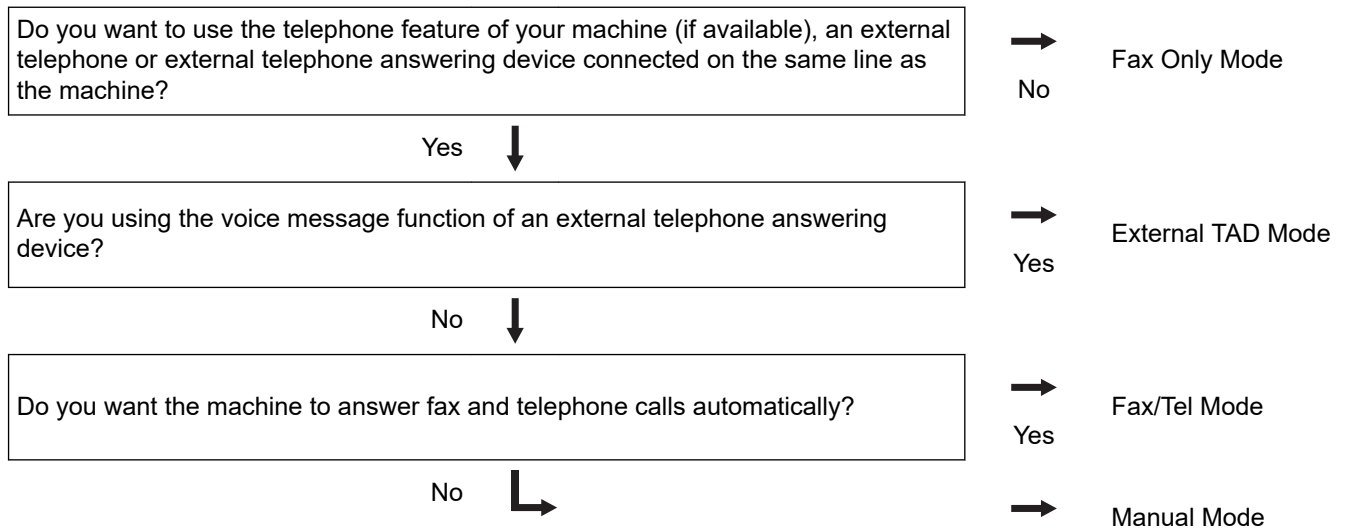 Do you want to use the telephone feature of your machine (if available), an external
telephone or external telephone answering device connected on the same line as
the machine?
Fax Only Mode
No
Yes
Are you using the voice message function of an external telephone answering
device?
External TAD Mode
Yes
No
Do you want the machine to answer fax and telephone calls automatically?
Fax/Tel Mode
Yes
No
Manual Mode